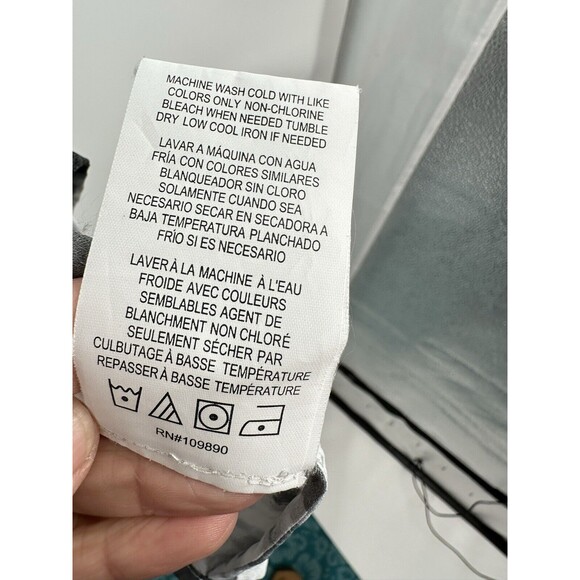 MACHINE WASH COLD WITH LIKE
COLORS ONLY NON-CHLORINE
BLEACH WHEN NEEDED TUMBLE
DRY LOW COOL IRON IF NEEDED
LAVAR A MÁQUINA CON AGUA
FRÍA CON COLORES SIMILARES
BLANQUEADOR SIN CLORO
SOLAMENTE CUANDO SEA
NECESARIO SECAR EN SECADORA A
BAJA TEMPERATURA PLANCHADO
FRÍO SI ES NECESARIO
LAVER À LA MACHINE À L'EAU
FROIDE AVEC COULEURS
SEMBLABLES AGENT DE
BLANCHMENT NON CHLORÉ
SEULEMENT SÉCHER PAR
CULBUTAGE À BASSE TEMPÉRATURE
REPASSER À BASSE TEMPÉRATURE
RN#109890